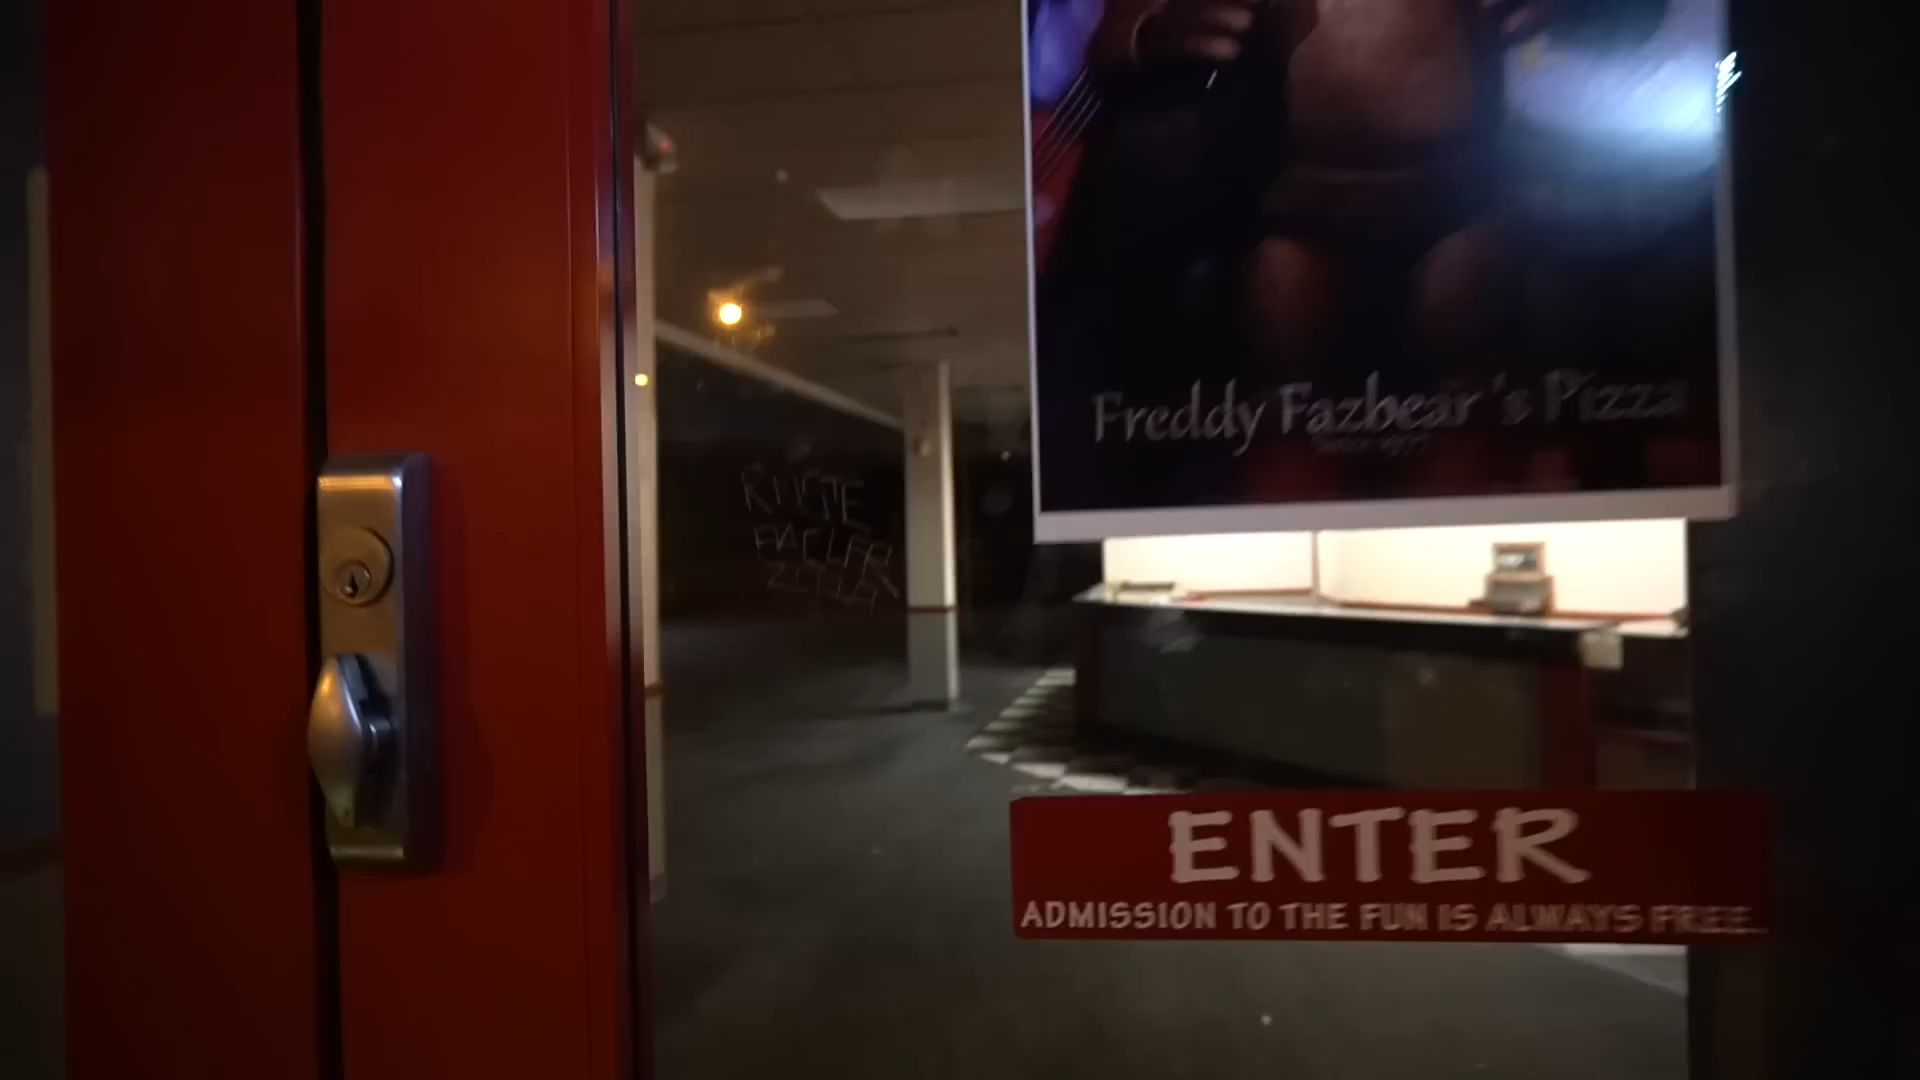 Freddy Fazbear's Pizza
ENTER
ADMISSION TO THE FUN IS ALWAYS FREE.